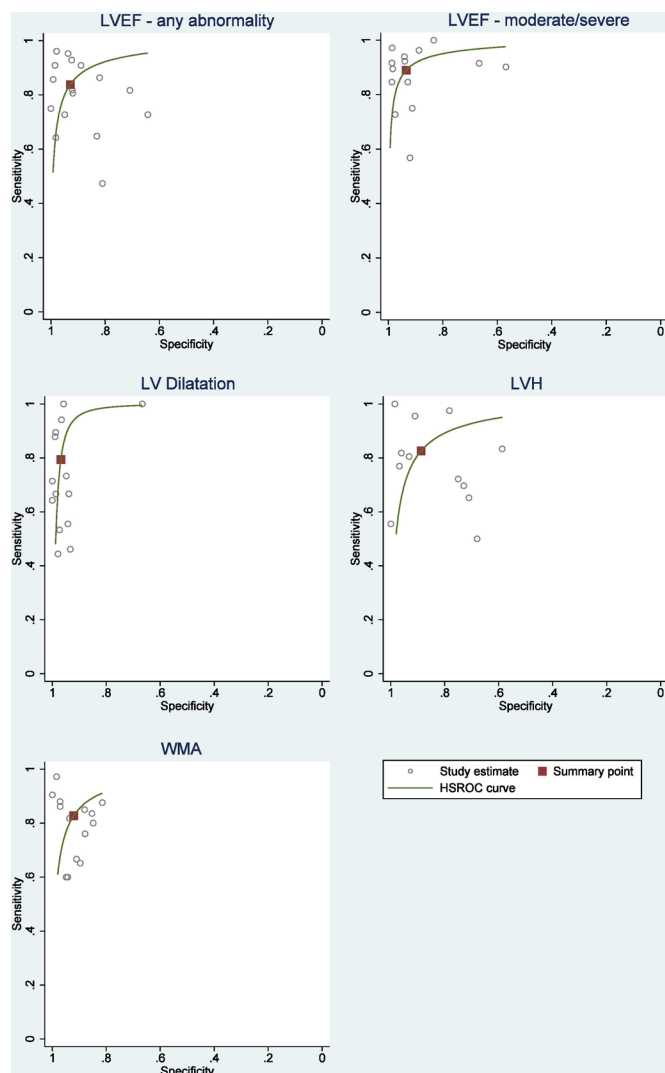 LVEF - any abnormality
Sensitivity
0 .2 .4 .6 .8 1
1 .8 .6 .4 .2 0
Specificity
LVEF - moderate/severe
Sensitivity
0 .2 .4 .6 .8 1
1 .8 .6 .4 .2 0
Specificity
LV Dilatation
Sensitivity
0 .2 .4 .6 .8 1
1 .8 .6 .4 .2 0
Specificity
LVH
Sensitivity
0 .2 .4 .6 .8 1
1 .8 .6 .4 .2 0
Specificity
WMA
Sensitivity
0 .2 .4 .6 .8 1
1 .8 .6 .4 .2 0
Specificity
Study estimate Summary point
HSROC curve